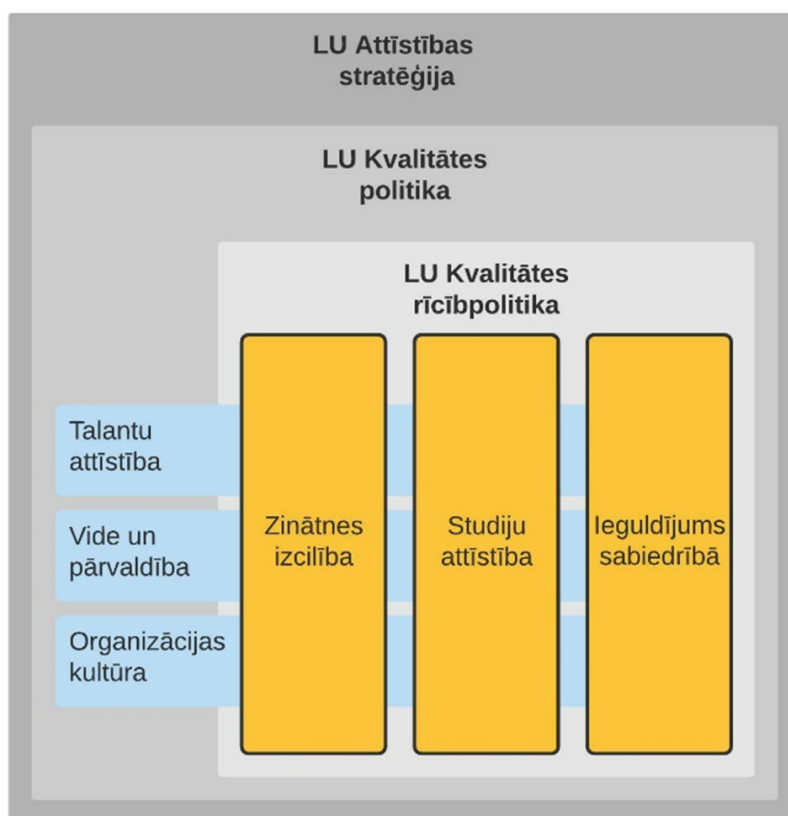 LU Attīstības
stratēģija
LU Kvalitātes
politika
LU Kvalitātes
rīcībpolitika
Talantu
attīstība
Vide un
pārvaldība
Organizācijas
kultūra
Zinātnes
izcilība
Studiju
attīstība
Ieguldījums
sabiedrībā